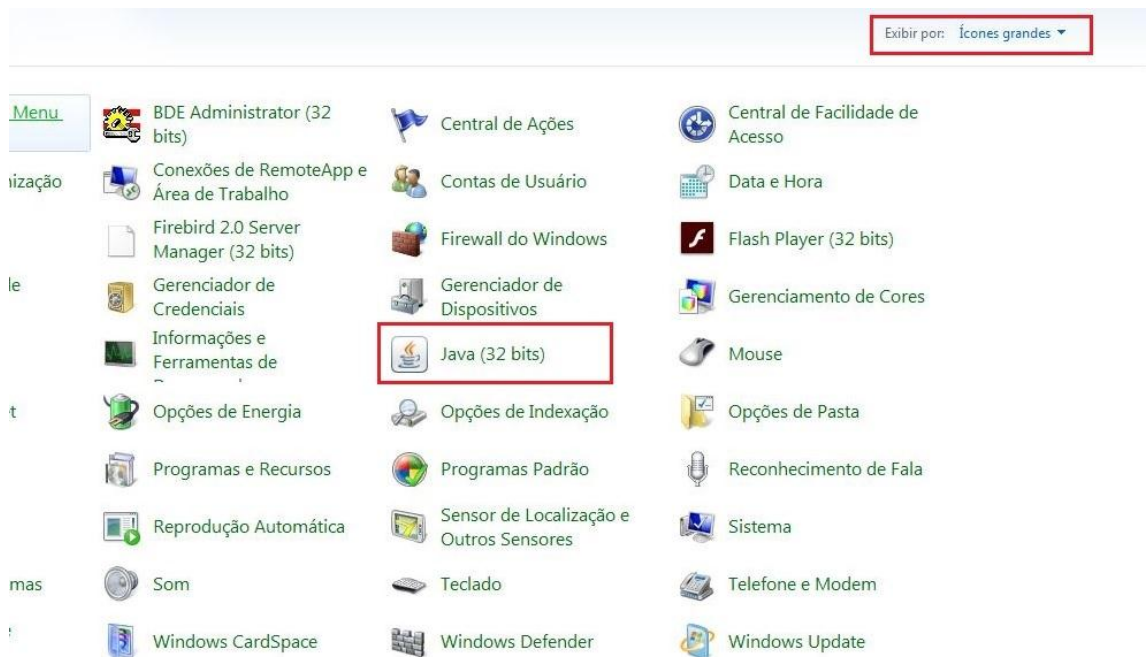 Exibir por: Ícones grandes
Menu
BDE Administrator (32
bits)
Central de Ações
Central de Facilidade de
Acesso
Conexões de RemoteApp e
Área de Trabalho
Contas de Usuário
Data e Hora
Firebird 2.0 Server
Manager (32 bits)
Firewall do Windows
Flash Player (32 bits)
Gerenciador de
Credenciais
Gerenciador de
Dispositivos
Gerenciamento de Cores
Informações e
Ferramentas de
Java (32 bits)
Mouse
Opções de Energia
Opções de Indexação
Opções de Pasta
Programas e Recursos
Programas Padrão
Reconhecimento de Fala
Reprodução Automática
Sensor de Localização e
Outros Sensores
Sistema
Som
Teclado
Telefone e Modem
Windows CardSpace
Windows Defender
Windows Update